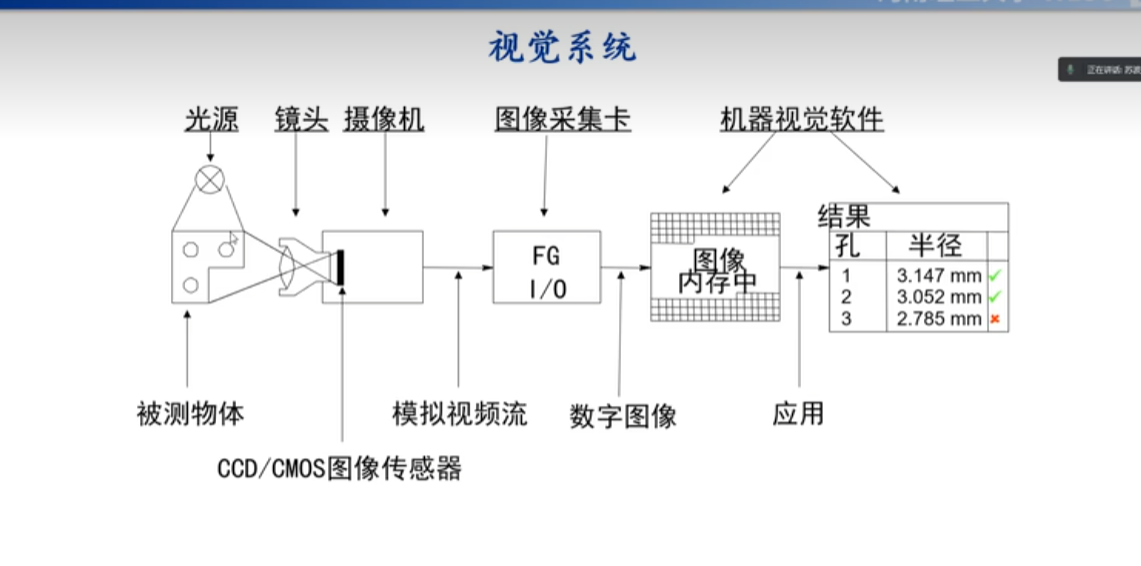 视觉系统
正在讲话:
光源 镜头 摄像机 图像采集卡 机器视觉软件
结果
孔 半径
1 3.147 mm ✓
2 3.052 mm ✓
3 2.785 mm ✗
FG
I/O
图像
内存中
被测物体 模拟视频流 数字图像 应用
CCD/CMOS图像传感器